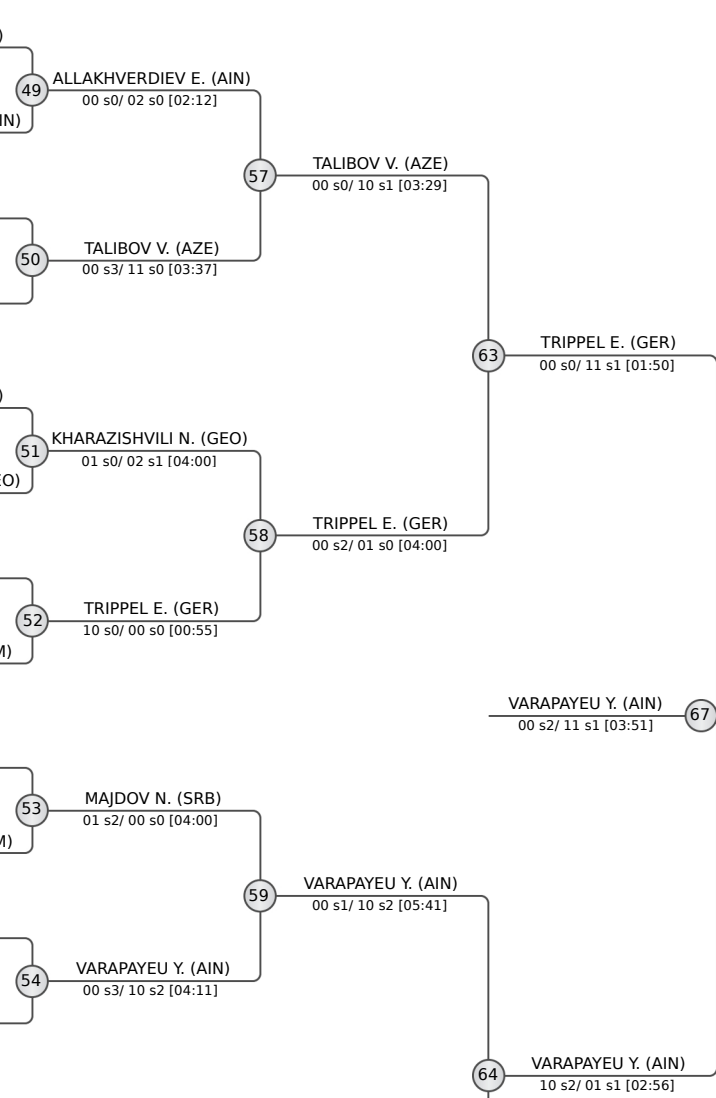 )
49
ALLAKHVERDIEV E. (AIN)
00 s0/ 02 s0 [02:12]
IN)
57
TALIBOV V. (AZE)
00 s0/ 10 s1 [03:29]
50
TALIBOV V. (AZE)
00 s3/ 11 s0 [03:37]
63
TRIPPEL E. (GER)
00 s0/ 11 s1 [01:50]
)
51
KHARAZISHVILI N. (GEO)
01 s0/ 02 s1 [04:00]
EO)
58
TRIPPEL E. (GER)
00 s2/ 01 s0 [04:00]
52
TRIPPEL E. (GER)
10 s0/ 00 s0 [00:55]
M)
VARAPAYEU Y. (AIN)
00 s2/ 11 s1 [03:51]
67
53
MAJDOV N. (SRB)
01 s2/ 00 s0 [04:00]
M)
59
VARAPAYEU Y. (AIN)
00 s1/ 10 s2 [05:41]
54
VARAPAYEU Y. (AIN)
00 s3/ 10 s2 [04:11]
64
VARAPAYEU Y. (AIN)
10 s2/ 01 s1 [02:56]